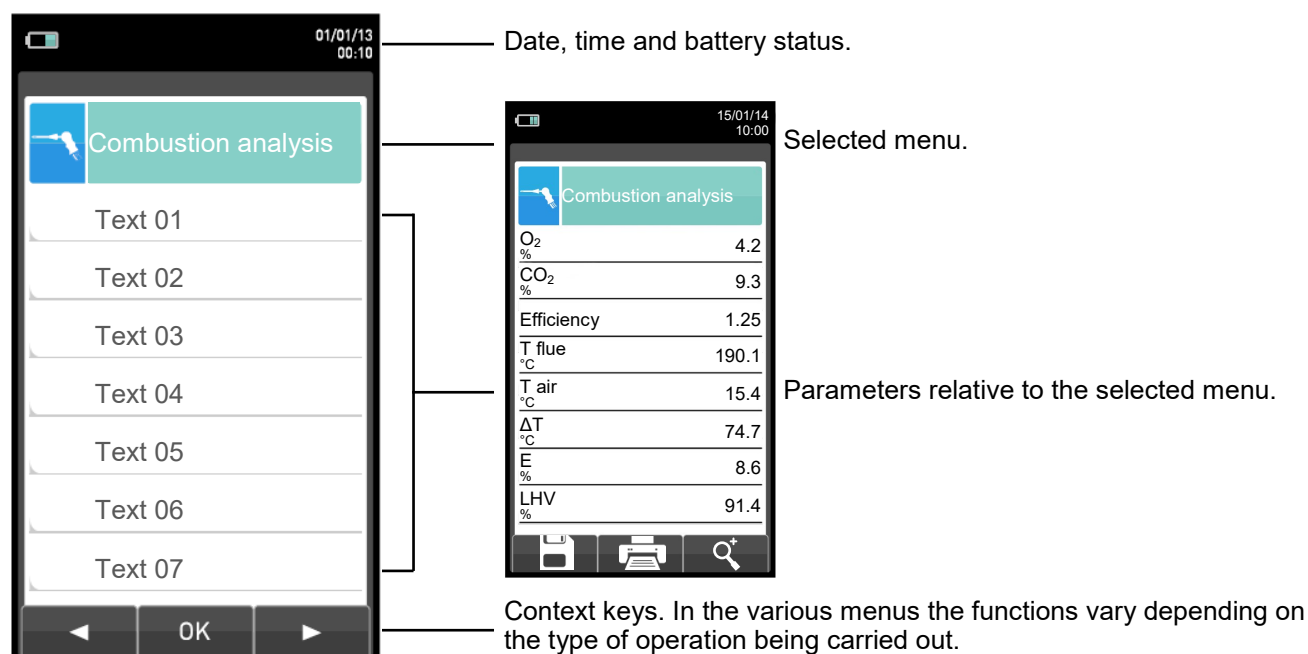 01/01/13
00:10
Combustion analysis
Text 01
Text 02
Text 03
Text 04
Text 05
Text 06
Text 07
OK
Date, time and battery status.
15/01/14
10:00
Combustion analysis
O₂
% 4.2
CO₂
% 9.3
Efficiency 1.25
T flue
°C 190.1
T air
°C 15.4
ΔT
°C 74.7
E
% 8.6
LHV
% 91.4
Selected menu.
Parameters relative to the selected menu.
Context keys. In the various menus the functions vary depending on
the type of operation being carried out.